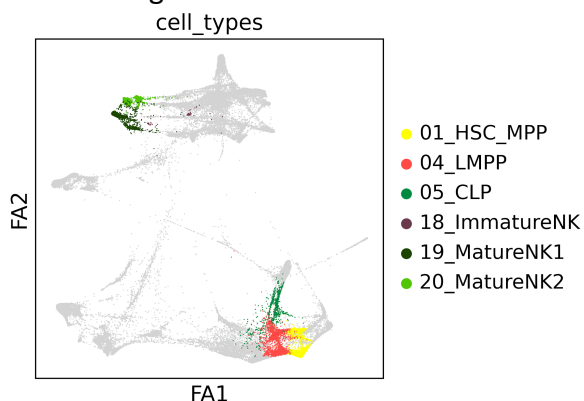 cell_types
FA2
FA1
01_HSC_MPP
04_LMPP
05_CLP
18_ImmatureNK
19_MatureNK1
20_MatureNK2